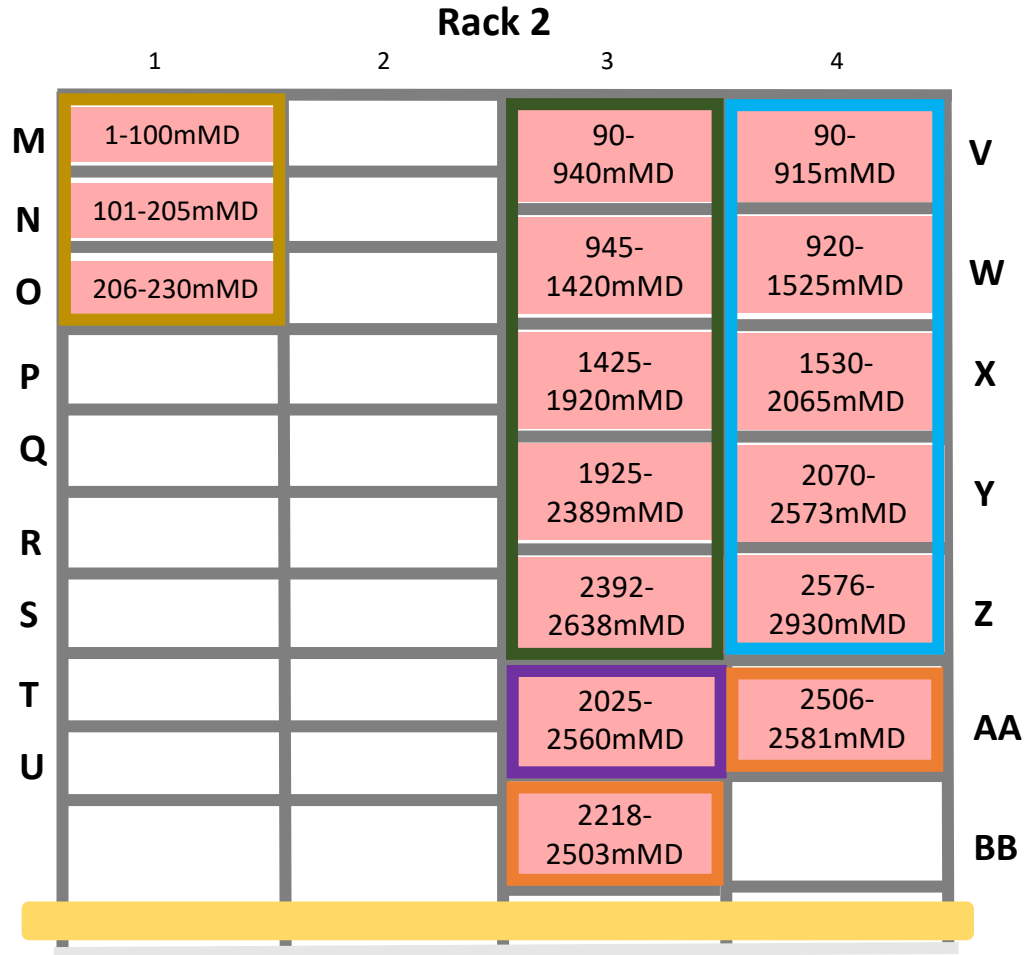 Rack 2
1 2 3 4
M 1-100mMD
N 101-205mMD
O 206-230mMD
P
Q
R
S
T
U
90-
940mMD
945-
1420mMD
1425-
1920mMD
1925-
2389mMD
2392-
2638mMD
2025-
2560mMD
2218-
2503mMD
90-
915mMD
920-
1525mMD
1530-
2065mMD
2070-
2573mMD
2576-
2930mMD
2506-
2581mMD
V
W
X
Y
Z
AA
BB